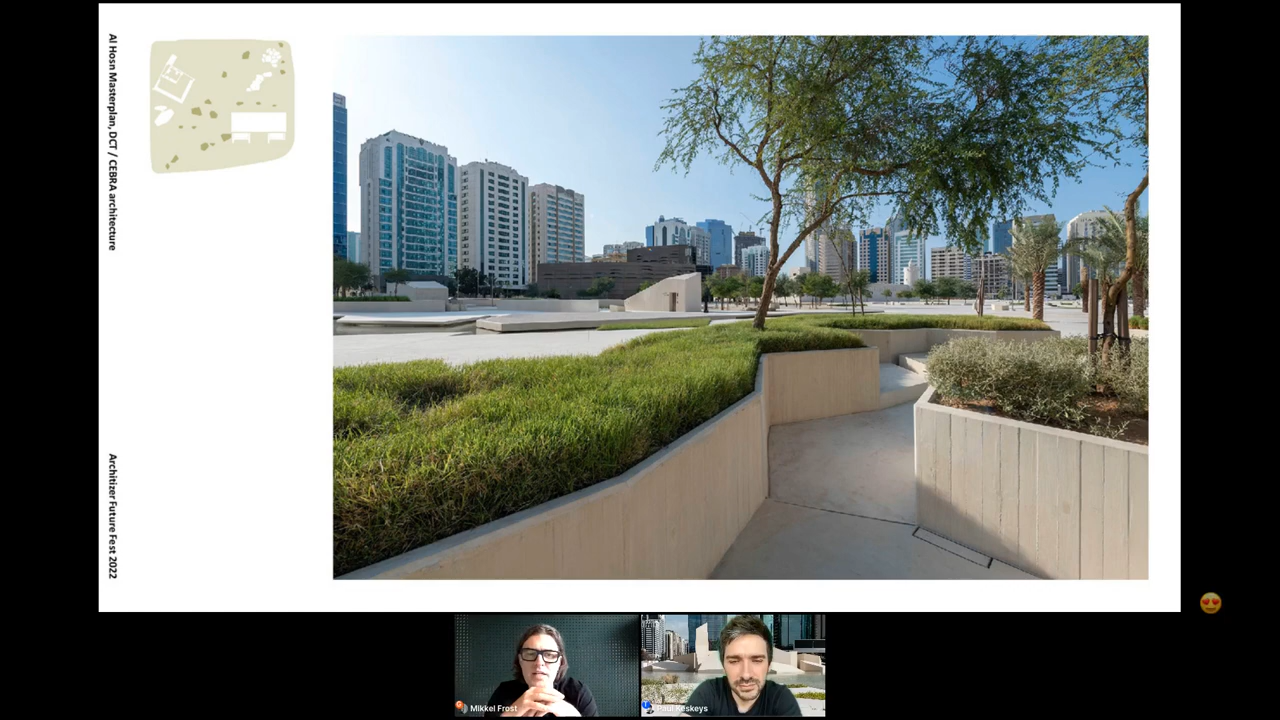 Al Hosn Masterplan, DCT / CEBRA architecture
Architizer Future Fest 2022
Mikkel Frost
Paul Keskeys